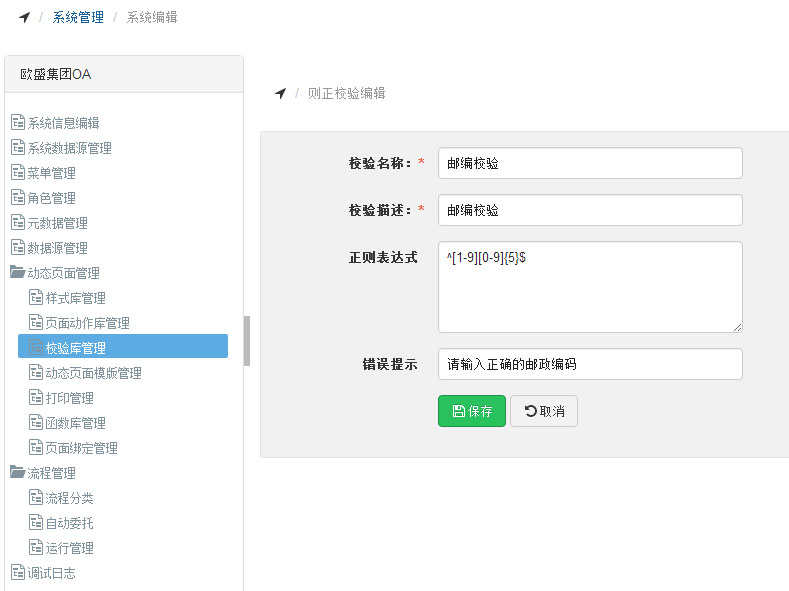 / 系统管理 / 系统编辑
欧盛集团OA
系统信息编辑
系统数据源管理
菜单管理
角色管理
元数据管理
数据源管理
动态页面管理
样式库管理
页面动作库管理
校验库管理
动态页面模版管理
打印管理
函数库管理
页面绑定管理
流程管理
流程分类
自动委托
运行管理
调试日志
/ 则正校验编辑
校验名称：* 邮编校验
校验描述：* 邮编校验
正则表达式 ^[1-9][0-9]{5}$
错误提示 请输入正确的邮政编码
保存 取消